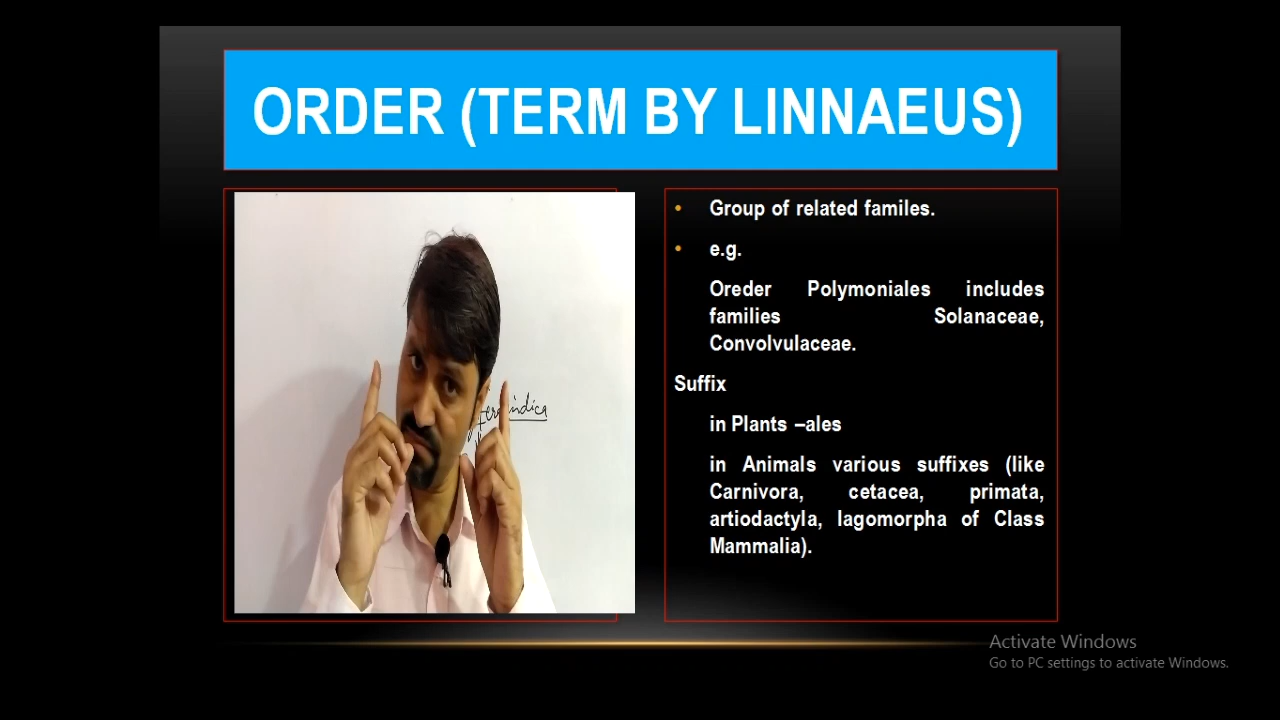 ORDER (TERM BY LINNAEUS)
indica
• Group of related familes.
• e.g.
Oreder Polymoniales includes
families Solanaceae,
Convolvulaceae.
Suffix
in Plants –ales
in Animals various suffixes (like
Carnivora, cetacea, primata,
artiodactyla, lagomorpha of Class
Mammalia).
Activate Windows
Go to PC settings to activate Windows.